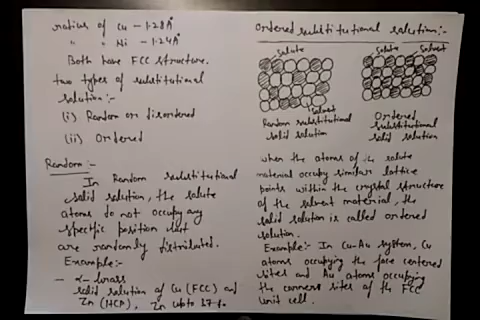 radius of Cu - 1.28A°
" " Ni - 1.24A°
Both have FCC structure.
two types of substitutional
solution:-
(i) Random or disordered
(ii) Ordered
Random:-
In Random substitutional
solid solution, the solute
atoms do not occupy any
specific position but
are randomly distributed.
Example:-
- α-brass
solid solution of Cu (FCC) and
Zn (HCP), Zn upto 37%
Ordered substitutional solution:-
solute
solvent
Random substitutional
solid solution
solute solvent
Ordered
substitutional
solid solution
when the atoms of the solute
material occupy similar lattice
points within the crystal structure
of the solvent material, the
solid solution is called ordered
solution.
Example:- In Cu-Au system, Cu
atoms occupying the face centered
sites and Au atoms occupying
the corners sites of the FCC
Unit cell.